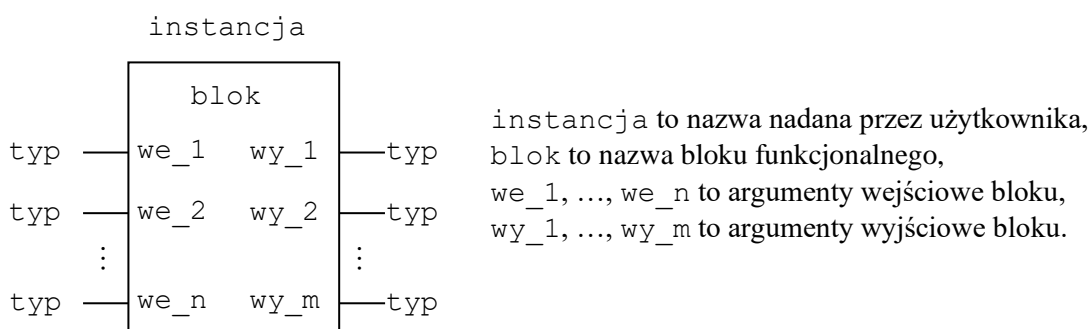 instancja
blok
typ we_1 wy_1 typ
typ we_2 wy_2 typ
⋮ ⋮
typ we_n wy_m typ
instancja to nazwa nadana przez użytkownika,
blok to nazwa bloku funkcjonalnego,
we_1, …, we_n to argumenty wejściowe bloku,
wy_1, …, wy_m to argumenty wyjściowe bloku.